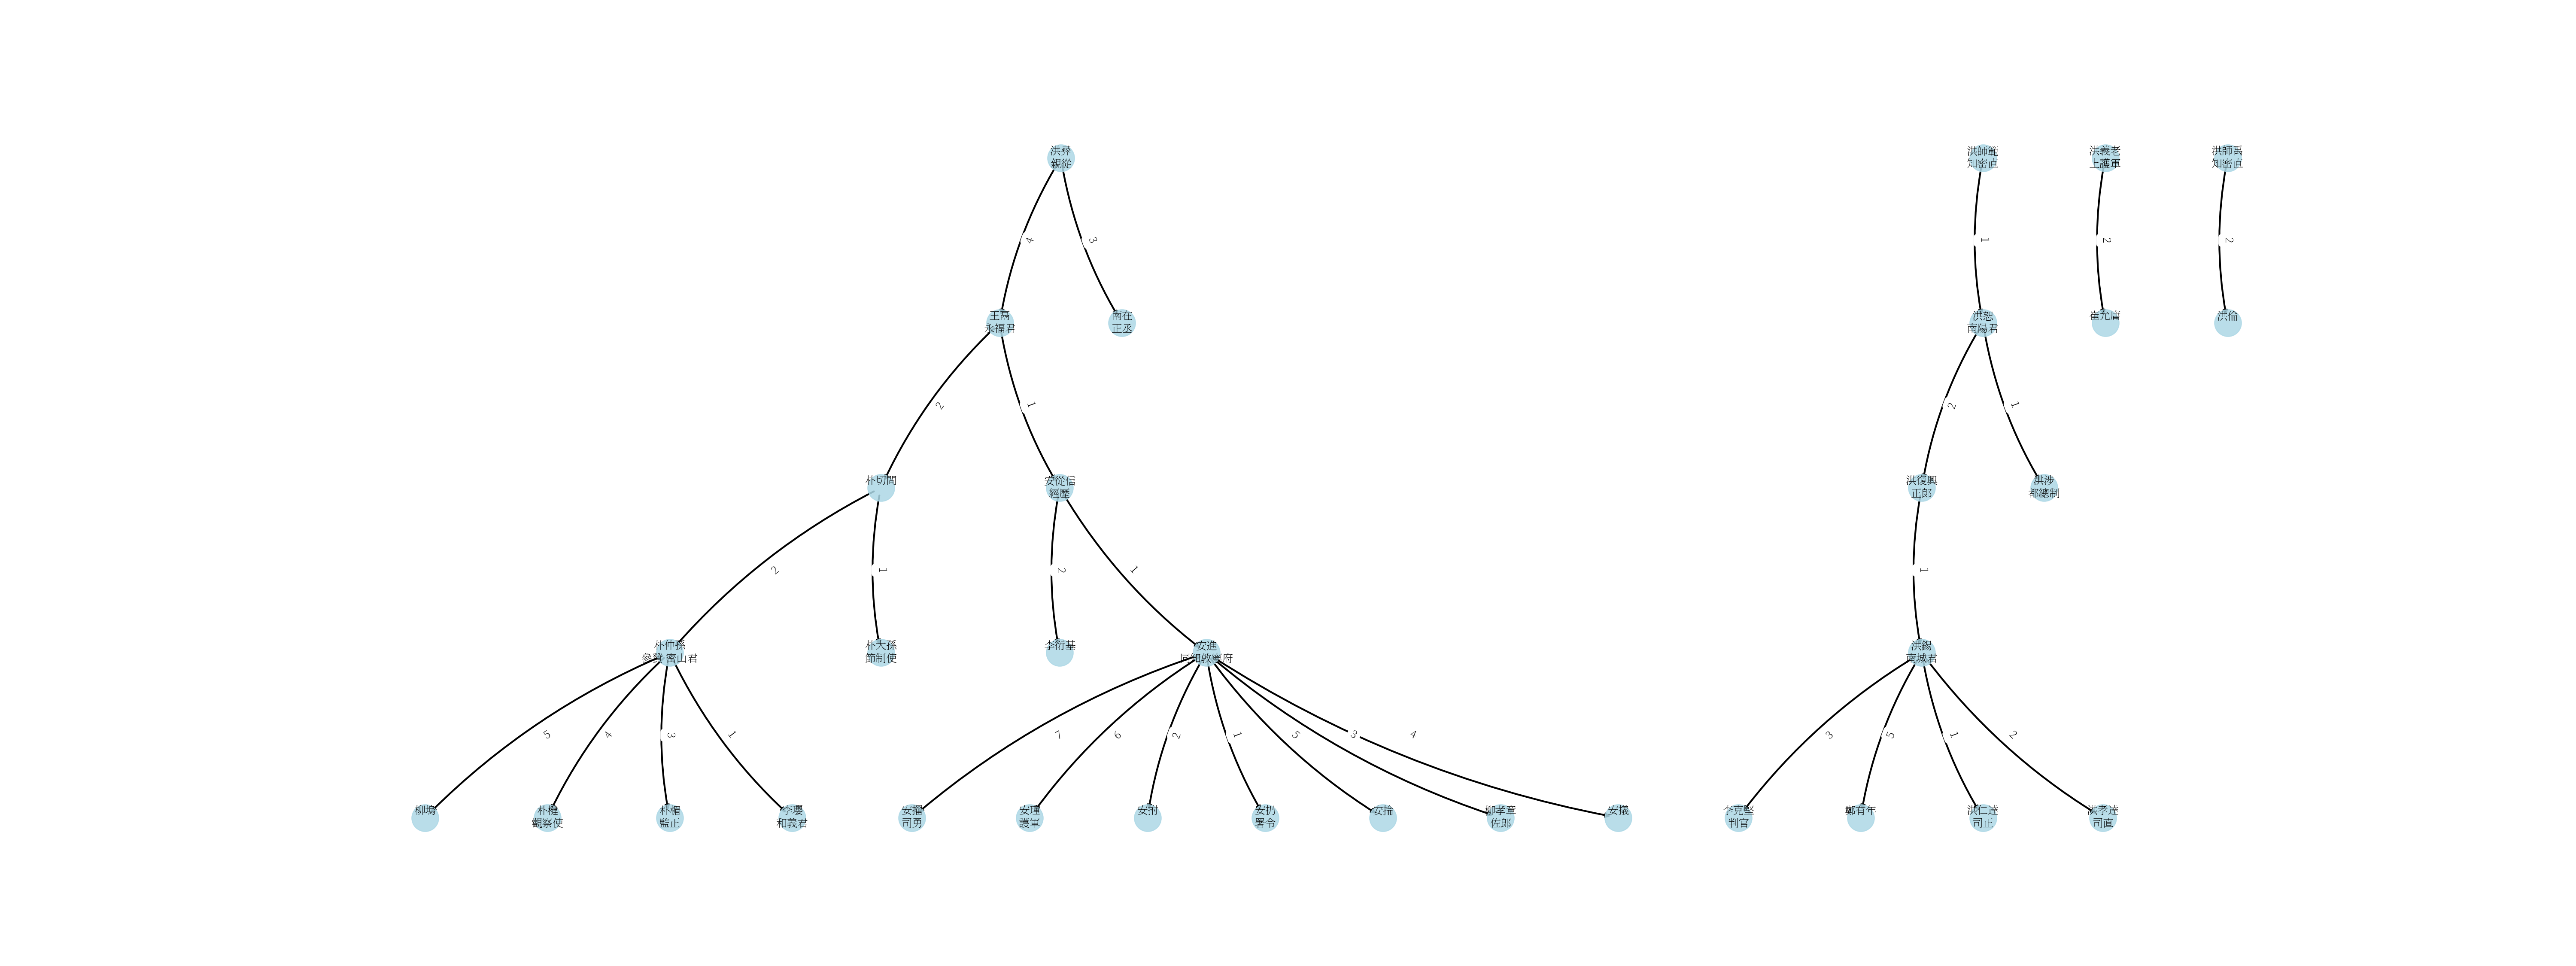 洪彝
親從
洪師範
知密直
洪義老
上護軍
洪師禹
知密直
4
3
1
2
2
王鬲
永福君
南在
正丞
洪恕
南陽君
崔允庸
洪倫
2
1
2
1
朴切間
安從信
經歷
洪復興
正郎
洪涉
都總制
2
1
2
1
1
朴仲孫
參贊 密山君
朴大孫
節制使
李衍基
安進
同知敦寧府
洪錫
南城君
5
4
3
1
7
6
2
1
5
3
4
3
5
1
2
柳塢
朴楗
觀察使
朴楣
監正
李瓔
和義君
安擢
司勇
安瑾
護軍
安拊
安扔
署令
安掄
柳孝章
佐郎
安議
李克堅
判官
鄭有年
洪仁達
司正
洪孝達
司直